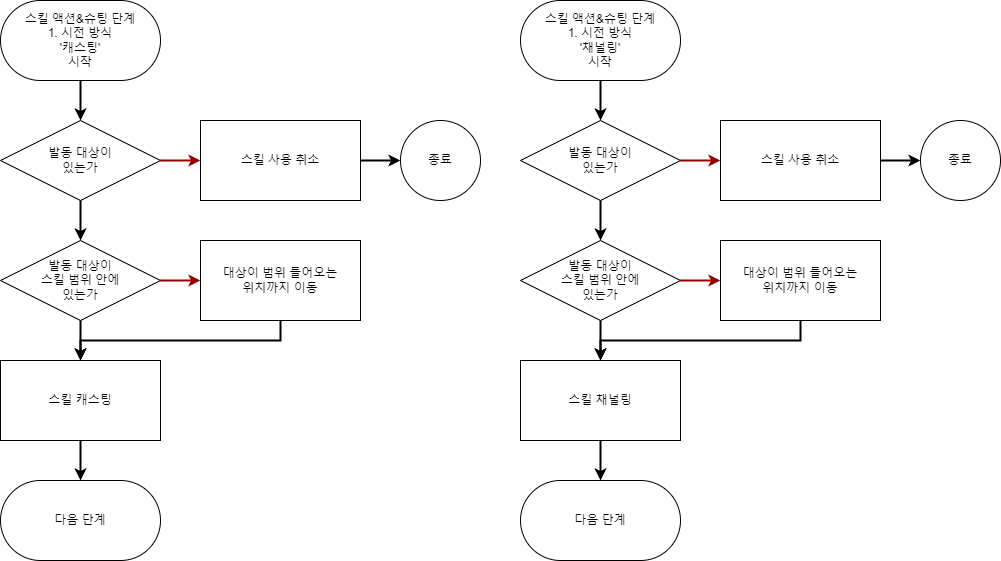 스킬 액션&슈팅 단계
1. 시전 방식
'캐스팅'
시작
발동 대상이
있는가
스킬 사용 취소
종료
발동 대상이
스킬 범위 안에
있는가
대상이 범위 들어오는
위치까지 이동
스킬 캐스팅
다음 단계
스킬 액션&슈팅 단계
1. 시전 방식
'채널링'
시작
발동 대상이
있는가
스킬 사용 취소
종료
발동 대상이
스킬 범위 안에
있는가
대상이 범위 들어오는
위치까지 이동
스킬 채널링
다음 단계